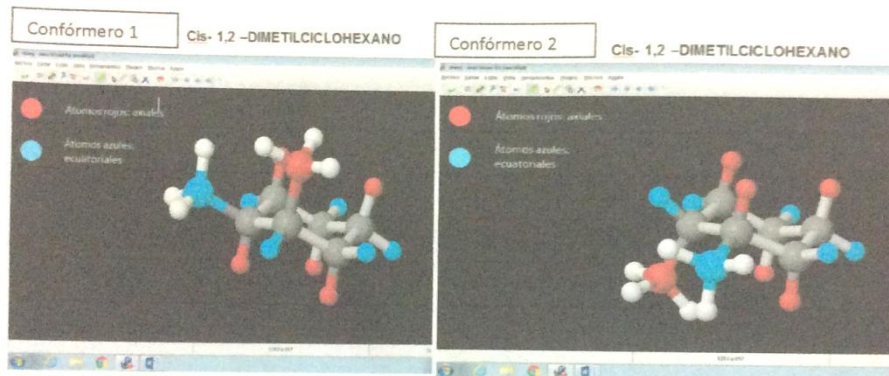 Confórmero 1
Cis- 1,2 –DIMETILCICLOHEXANO
Átomos rojos: axiales
Átomos azules:
ecuatoriales
Confórmero 2
Cis- 1,2 –DIMETILCICLOHEXANO
Átomos rojos: axiales
Átomos azules:
ecuatoriales